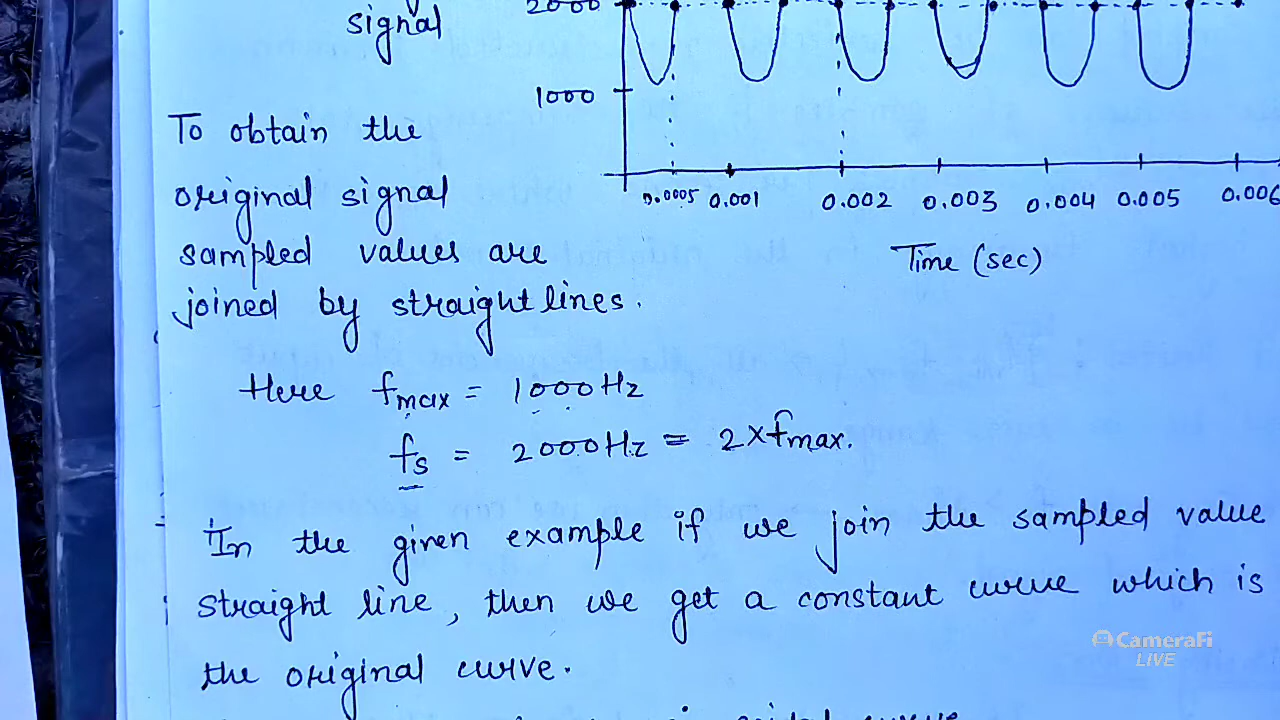 signal
2000
1000
To obtain the
original signal
sampled values are
joined by straight lines.
0.0005 0.001 0.002 0.003 0.004 0.005 0.006
Time (sec)
Here fmax = 1000Hz
fs = 2000Hz = 2×fmax.
In the given example if we join the sampled value
straight line, then we get a constant curve which is
the original curve.
CameraFi
LIVE
curve